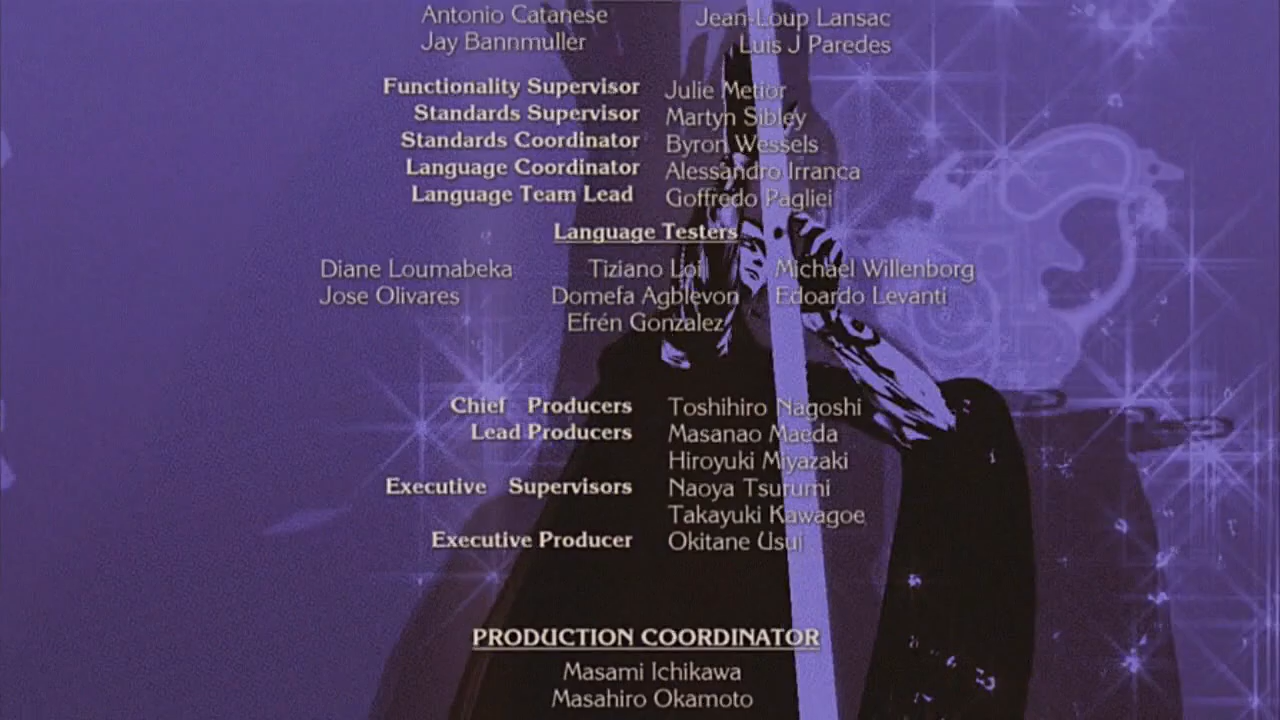 Antonio Catanese Jean-Loup Lansac
Jay Bannmuller Luis J Paredes
Functionality Supervisor Julie Metior
Standards Supervisor Martyn Sibley
Standards Coordinator Byron Wessels
Language Coordinator Alessandro Irranca
Language Team Lead Goffredo Pagliei
Language Testers
Diane Loumabeka Tiziano Loi Michael Willenborg
Jose Olivares Domefa Agblevon Edoardo Levanti
Efrén Gonzalez
Chief Producers Toshihiro Nagoshi
Lead Producers Masanao Maeda
Hiroyuki Miyazaki
Executive Supervisors Naoya Tsurumi
Takayuki Kawagoe
Executive Producer Okitane Usui
PRODUCTION COORDINATOR
Masami Ichikawa
Masahiro Okamoto